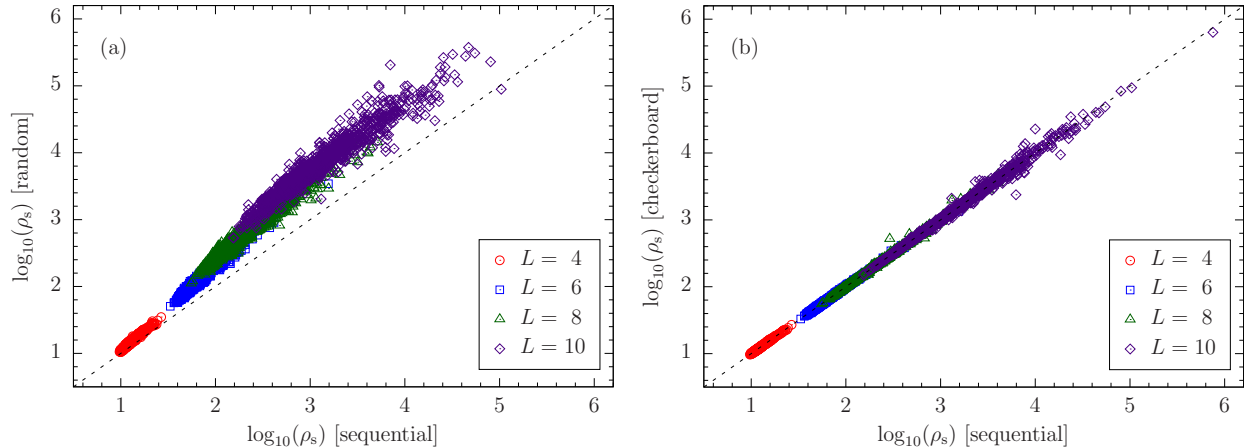 (a)
log₁₀(ρₛ) [random]
6
5
4
3
2
1
L = 4
L = 6
L = 8
L = 10
1 2 3 4 5 6
log₁₀(ρₛ) [sequential]
(b)
log₁₀(ρₛ) [checkerboard]
6
5
4
3
2
1
L = 4
L = 6
L = 8
L = 10
1 2 3 4 5 6
log₁₀(ρₛ) [sequential]